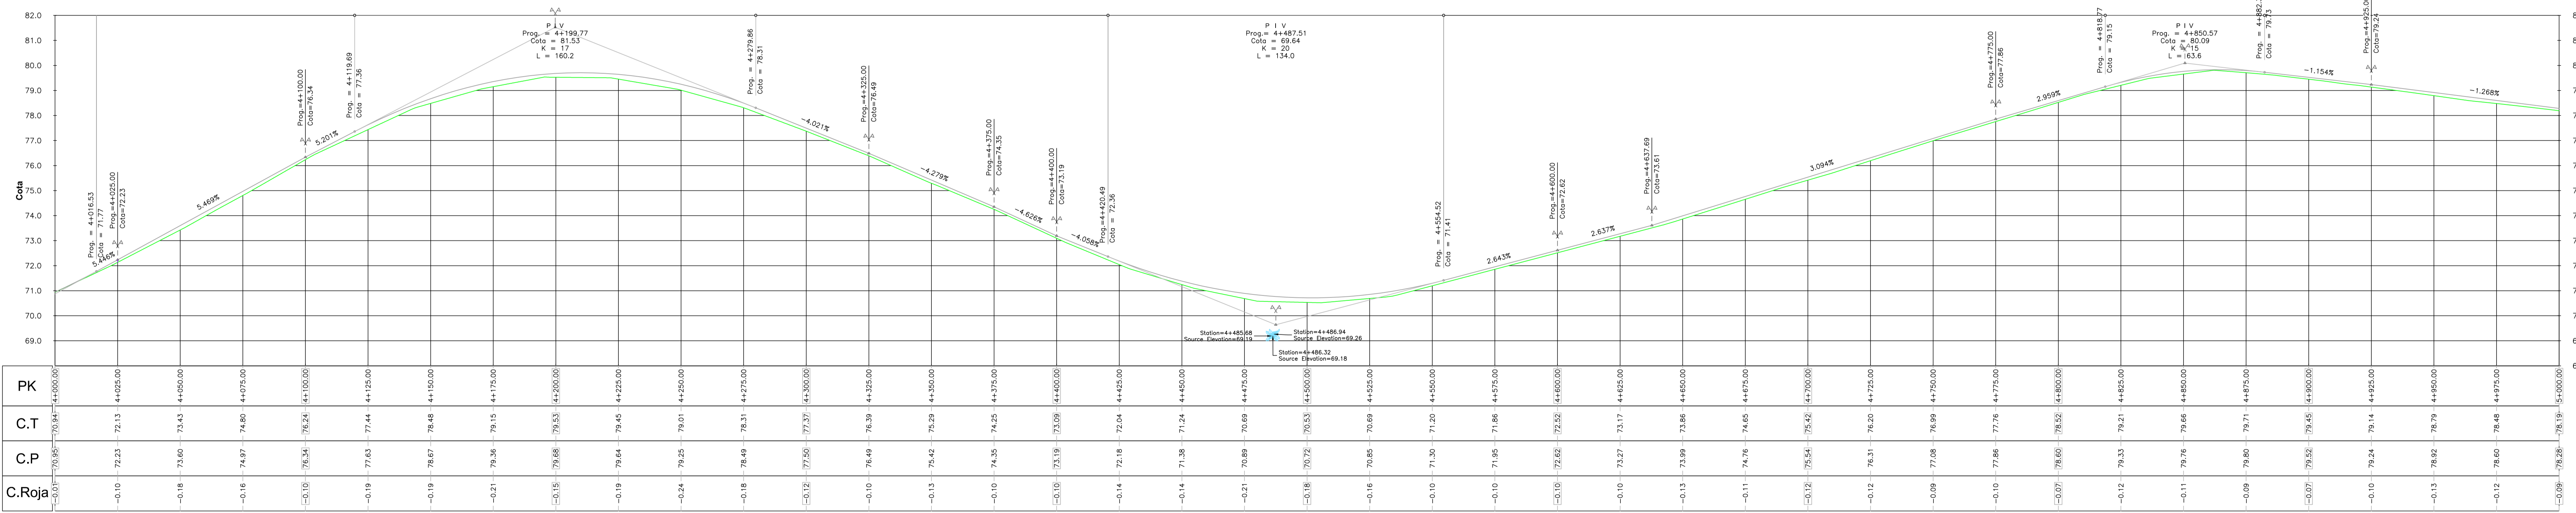 82.0
81.0
80.0
79.0
78.0
77.0
76.0
75.0
74.0
73.0
72.0
71.0
70.0
69.0
Cota
Prog. = 4+016.53
Cota = 71.77
5.446%
Prog.=4+025.00
Cota=72.23
5.469%
Prog.=4+100.00
Cota=76.34
5.201%
Prog. = 4+119.69
Cota = 77.36
P I V
Prog. = 4+199.77
Cota = 81.53
K = 17
L = 160.2
Prog. = 4+279.86
Cota = 78.31
-4.021%
Prog.=4+325.00
Cota=76.49
-4.279%
Prog.=4+375.00
Cota=74.35
-4.626%
Prog.=4+400.00
Cota=73.19
-4.058%
Prog.=4+420.49
Cota = 72.36
P I V
Prog.= 4+487.51
Cota = 69.64
K = 20
L = 134.0
Station=4+485.68
Source Elevation=69.19
Station=4+486.94
Source Elevation=69.26
Station=4+486.32
Source Elevation=69.18
Prog. = 4+554.52
Cota = 71.41
2.643%
Prog.=4+600.00
Cota=72.62
2.637%
Prog.=4+637.69
Cota=73.61
3.094%
Prog.=4+775.00
Cota=77.86
2.959%
Prog. = 4+818.77
Cota = 79.15
P I V
Prog. = 4+850.57
Cota = 80.09
K = 15
L = 63.6
Prog. = 4+882.
Cota = 79.73
-1.154%
Prog.=4+925.0
Cota=79.24
-1.268%
PK 4+000.00 4+025.00 4+050.00 4+075.00 4+100.00 4+125.00 4+150.00 4+175.00 4+200.00 4+225.00 4+250.00 4+275.00 4+300.00 4+325.00 4+350.00 4+375.00 4+400.00 4+425.00 4+450.00 4+475.00 4+500.00 4+525.00 4+550.00 4+575.00 4+600.00 4+625.00 4+650.00 4+675.00 4+700.00 4+725.00 4+750.00 4+775.00 4+800.00 4+825.00 4+850.00 4+875.00 4+900.00 4+925.00 4+950.00 4+975.00 5+000.00
C.T 70.94 72.13 73.43 74.80 76.24 77.44 78.48 79.15 79.53 79.45 79.01 78.31 77.37 76.39 75.29 74.25 73.09 72.04 71.24 70.69 70.53 70.69 71.20 71.86 72.52 73.17 73.86 74.65 75.42 76.20 76.99 77.76 78.52 79.21 79.66 79.71 79.45 79.14 78.79 78.48 78.19
C.P 70.95 72.23 73.60 74.97 76.34 77.63 78.67 79.36 79.68 79.64 79.25 78.49 77.50 76.49 75.42 74.35 73.19 72.18 71.38 70.89 70.72 70.85 71.30 71.95 72.62 73.27 73.99 74.76 75.54 76.31 77.08 77.86 78.60 79.33 79.76 79.80 79.52 79.24 78.92 78.60 78.28
C.Roja -0.01 -0.10 -0.18 -0.16 -0.10 -0.19 -0.19 -0.21 -0.15 -0.19 -0.24 -0.18 -0.12 -0.10 -0.13 -0.10 -0.10 -0.14 -0.14 -0.21 -0.18 -0.16 -0.10 -0.10 -0.10 -0.10 -0.13 -0.11 -0.12 -0.12 -0.09 -0.10 -0.07 -0.12 -0.11 -0.09 -0.07 -0.10 -0.13 -0.12 -0.09